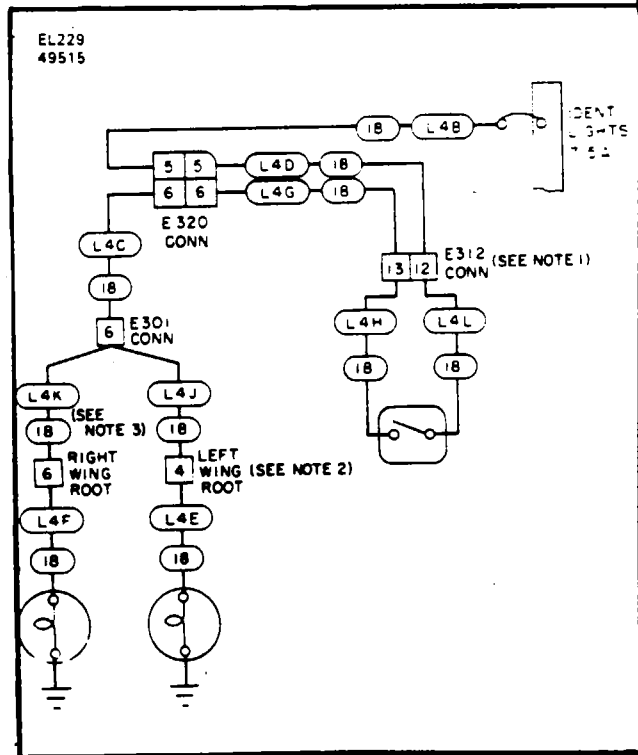 EL229
49515
18 L4B
IDENT
LIGHTS
7.5A
5 5 L4D 18
6 6 L4G 18
E320
CONN
L4C
18
13 12 E312
CONN (SEE NOTE 1)
6 E301
CONN
L4H L4L
18 18
L4K L4J
18 (SEE
NOTE 3) 18
6 RIGHT
WING
ROOT
4 LEFT
WING (SEE NOTE 2)
ROOT
L4F L4E
18 18